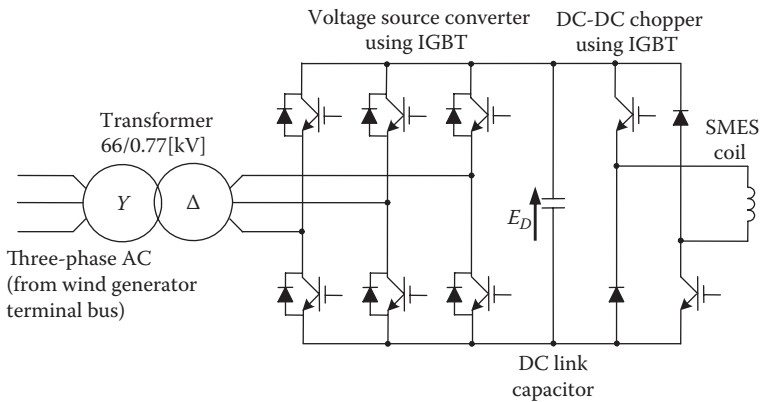 Voltage source converter
using IGBT
DC-DC chopper
using IGBT
Transformer
66/0.77[kV]
SMES
coil
Y
Δ
E_D
Three-phase AC
(from wind generator
terminal bus)
DC link
capacitor